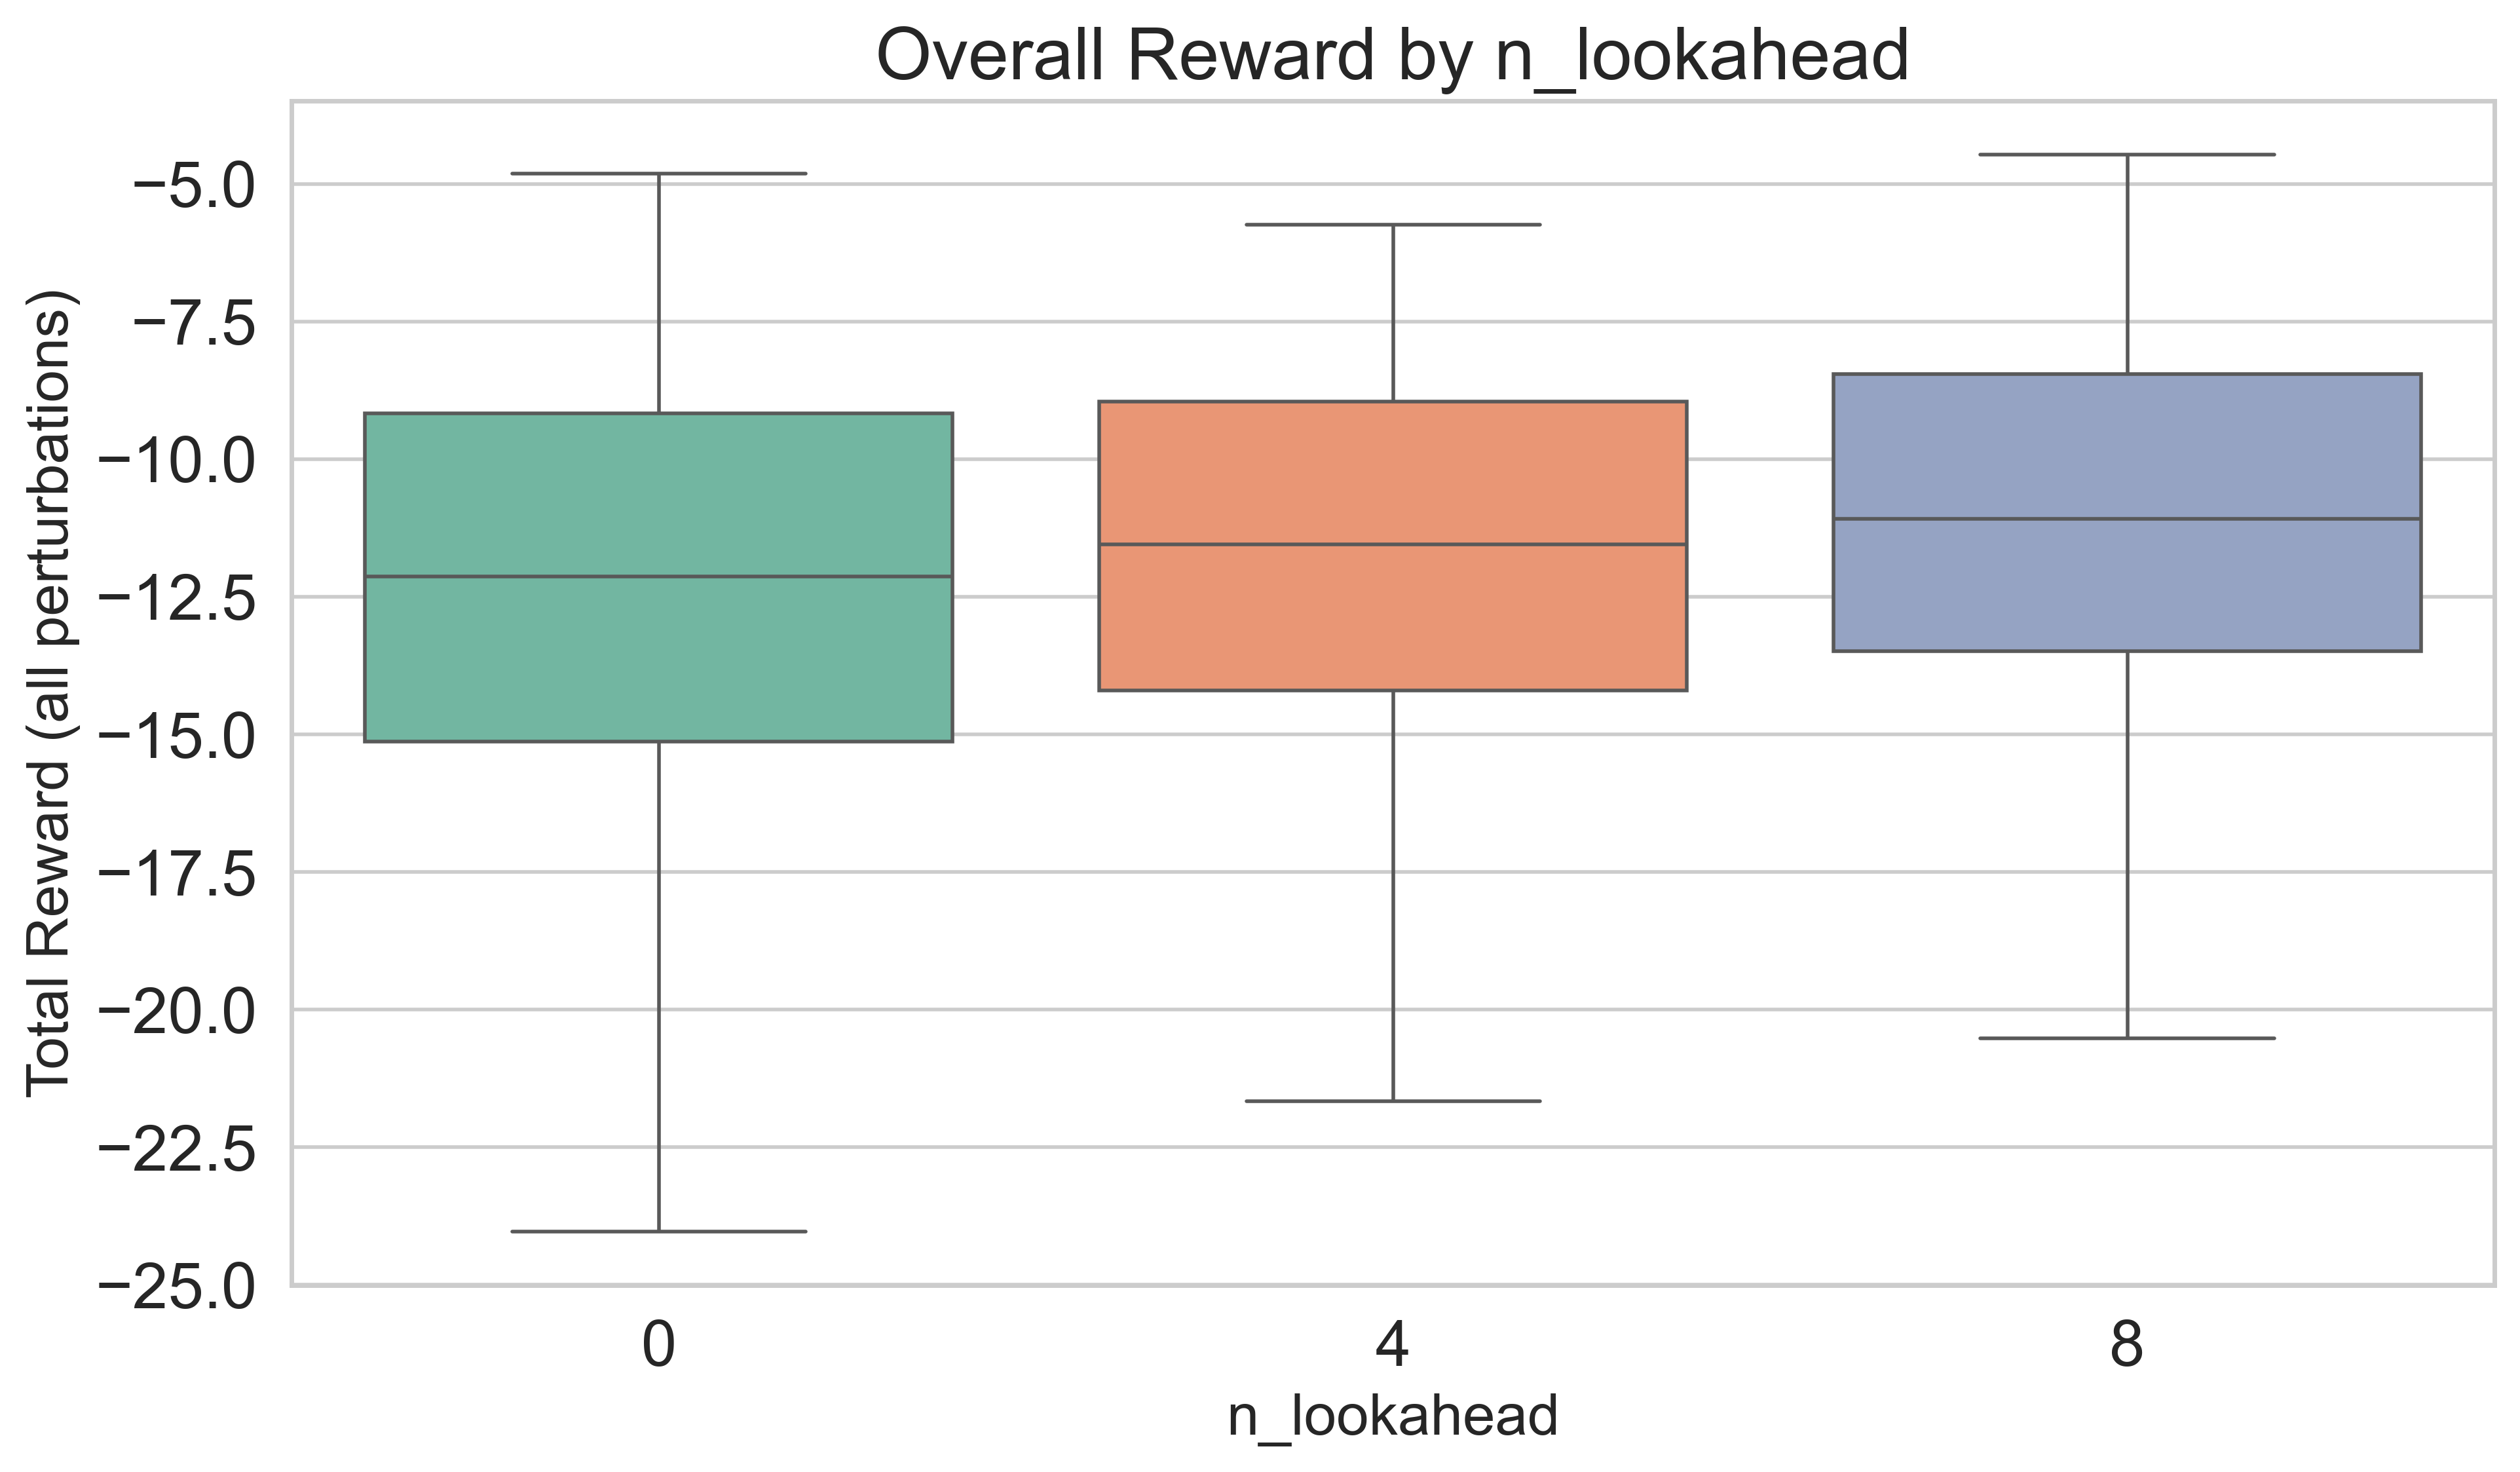 Overall Reward by n_lookahead
Total Reward (all perturbations)
−5.0
−7.5
−10.0
−12.5
−15.0
−17.5
−20.0
−22.5
−25.0
0 4 8
n_lookahead